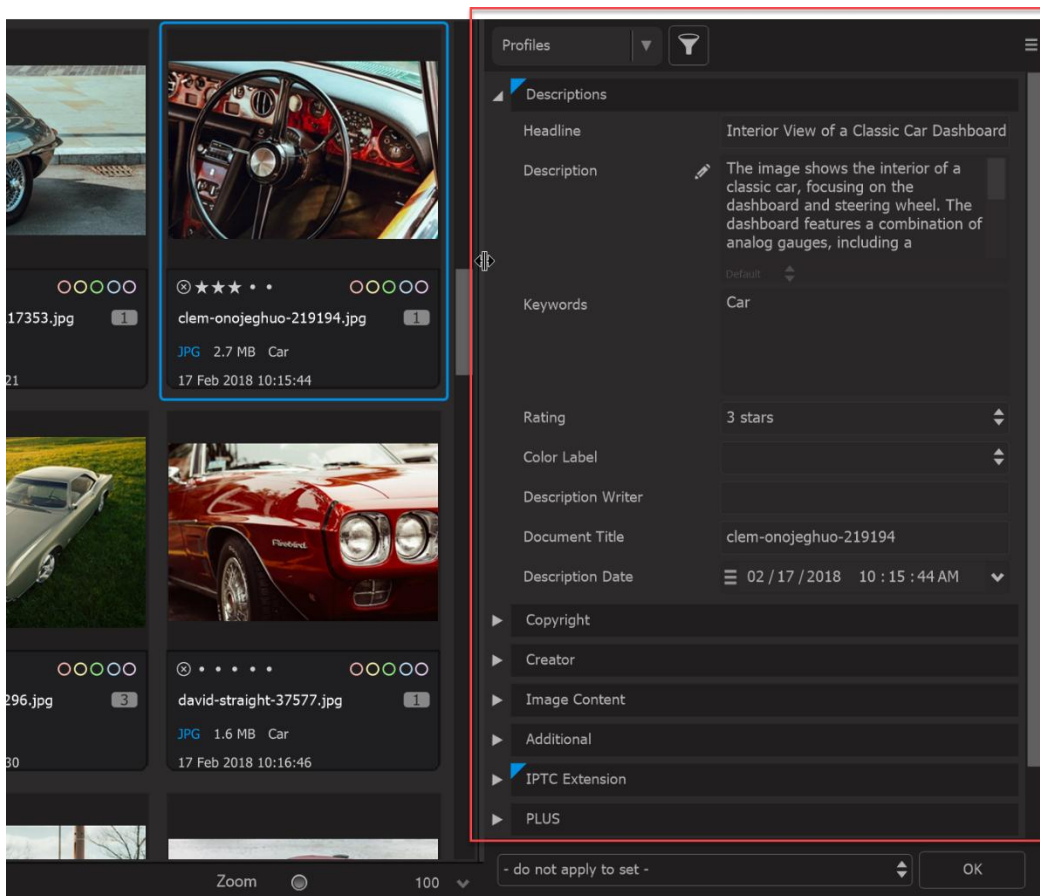 17353.jpg 1
21
clem-onojeghuo-219194.jpg 1
JPG 2.7 MB Car
17 Feb 2018 10:15:44
296.jpg 3
30
Firebird
david-straight-37577.jpg 1
JPG 1.6 MB Car
17 Feb 2018 10:16:46
Zoom 100
Profiles
Descriptions
Headline Interior View of a Classic Car Dashboard
Description The image shows the interior of a
classic car, focusing on the
dashboard and steering wheel. The
dashboard features a combination of
analog gauges, including a
Default
Keywords Car
Rating 3 stars
Color Label
Description Writer
Document Title clem-onojeghuo-219194
Description Date 02 / 17 / 2018 10 : 15 : 44 AM
Copyright
Creator
Image Content
Additional
IPTC Extension
PLUS
- do not apply to set - OK